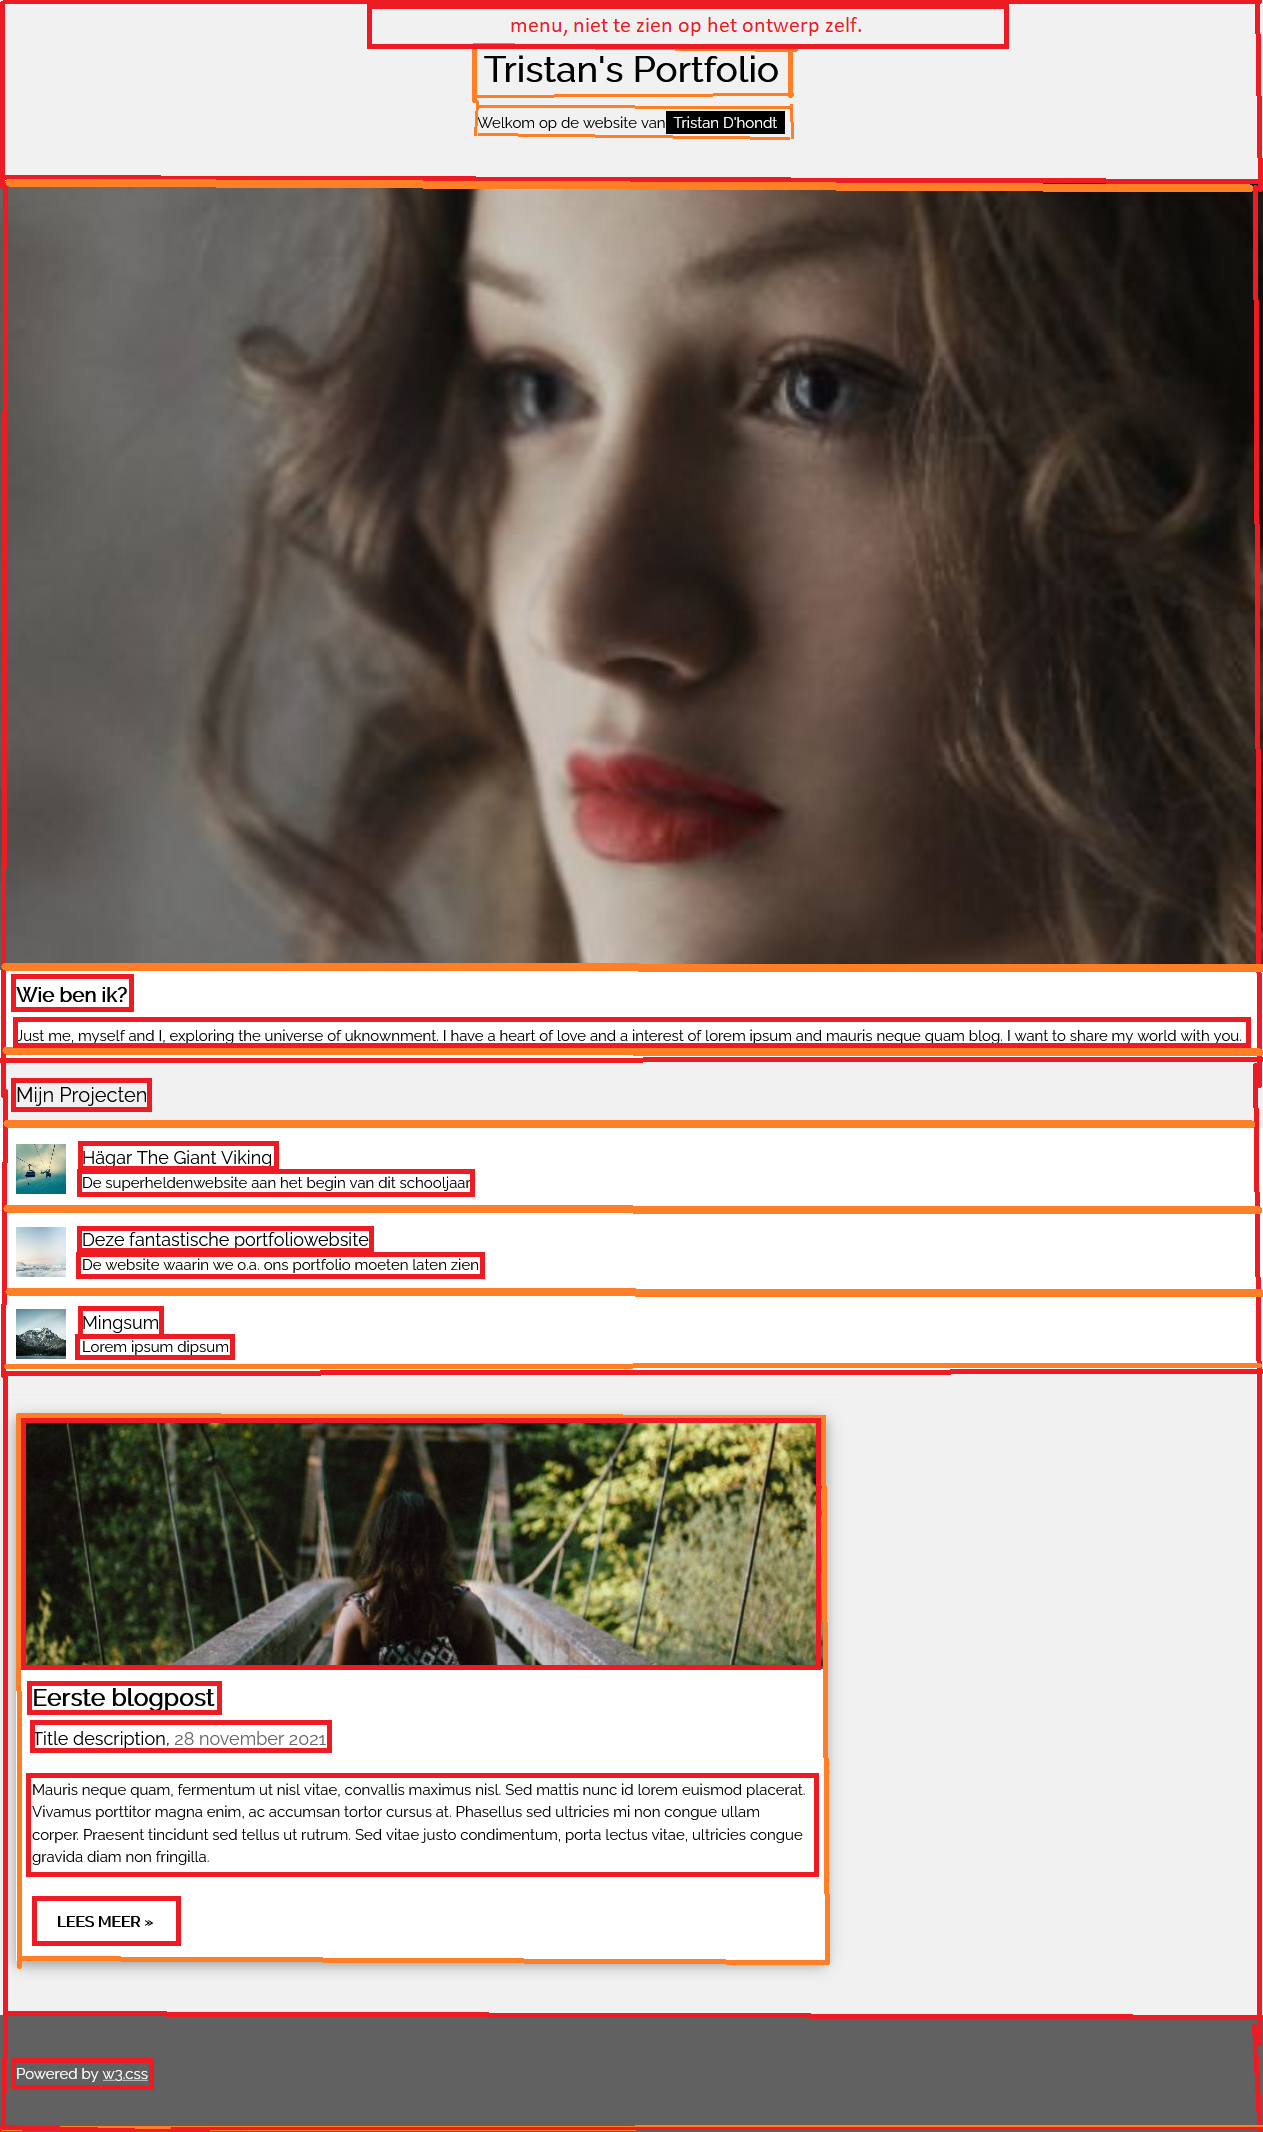 menu, niet te zien op het ontwerp zelf.
Tristan's Portfolio
Welkom op de website van Tristan D'hondt
Wie ben ik?
Just me, myself and I, exploring the universe of uknownment. I have a heart of love and a interest of lorem ipsum and mauris neque quam blog. I want to share my world with you.
Mijn Projecten
Hägar The Giant Viking
De superheldenwebsite aan het begin van dit schooljaar
Deze fantastische portfoliowebsite
De website waarin we o.a. ons portfolio moeten laten zien
Mingsum
Lorem ipsum dipsum
Eerste blogpost
Title description, 28 november 2021
Mauris neque quam, fermentum ut nisl vitae, convallis maximus nisl. Sed mattis nunc id lorem euismod placerat.
Vivamus porttitor magna enim, ac accumsan tortor cursus at. Phasellus sed ultricies mi non congue ullam
corper. Praesent tincidunt sed tellus ut rutrum. Sed vitae justo condimentum, porta lectus vitae, ultricies congue
gravida diam non fringilla.
LEES MEER »
Powered by w3.css